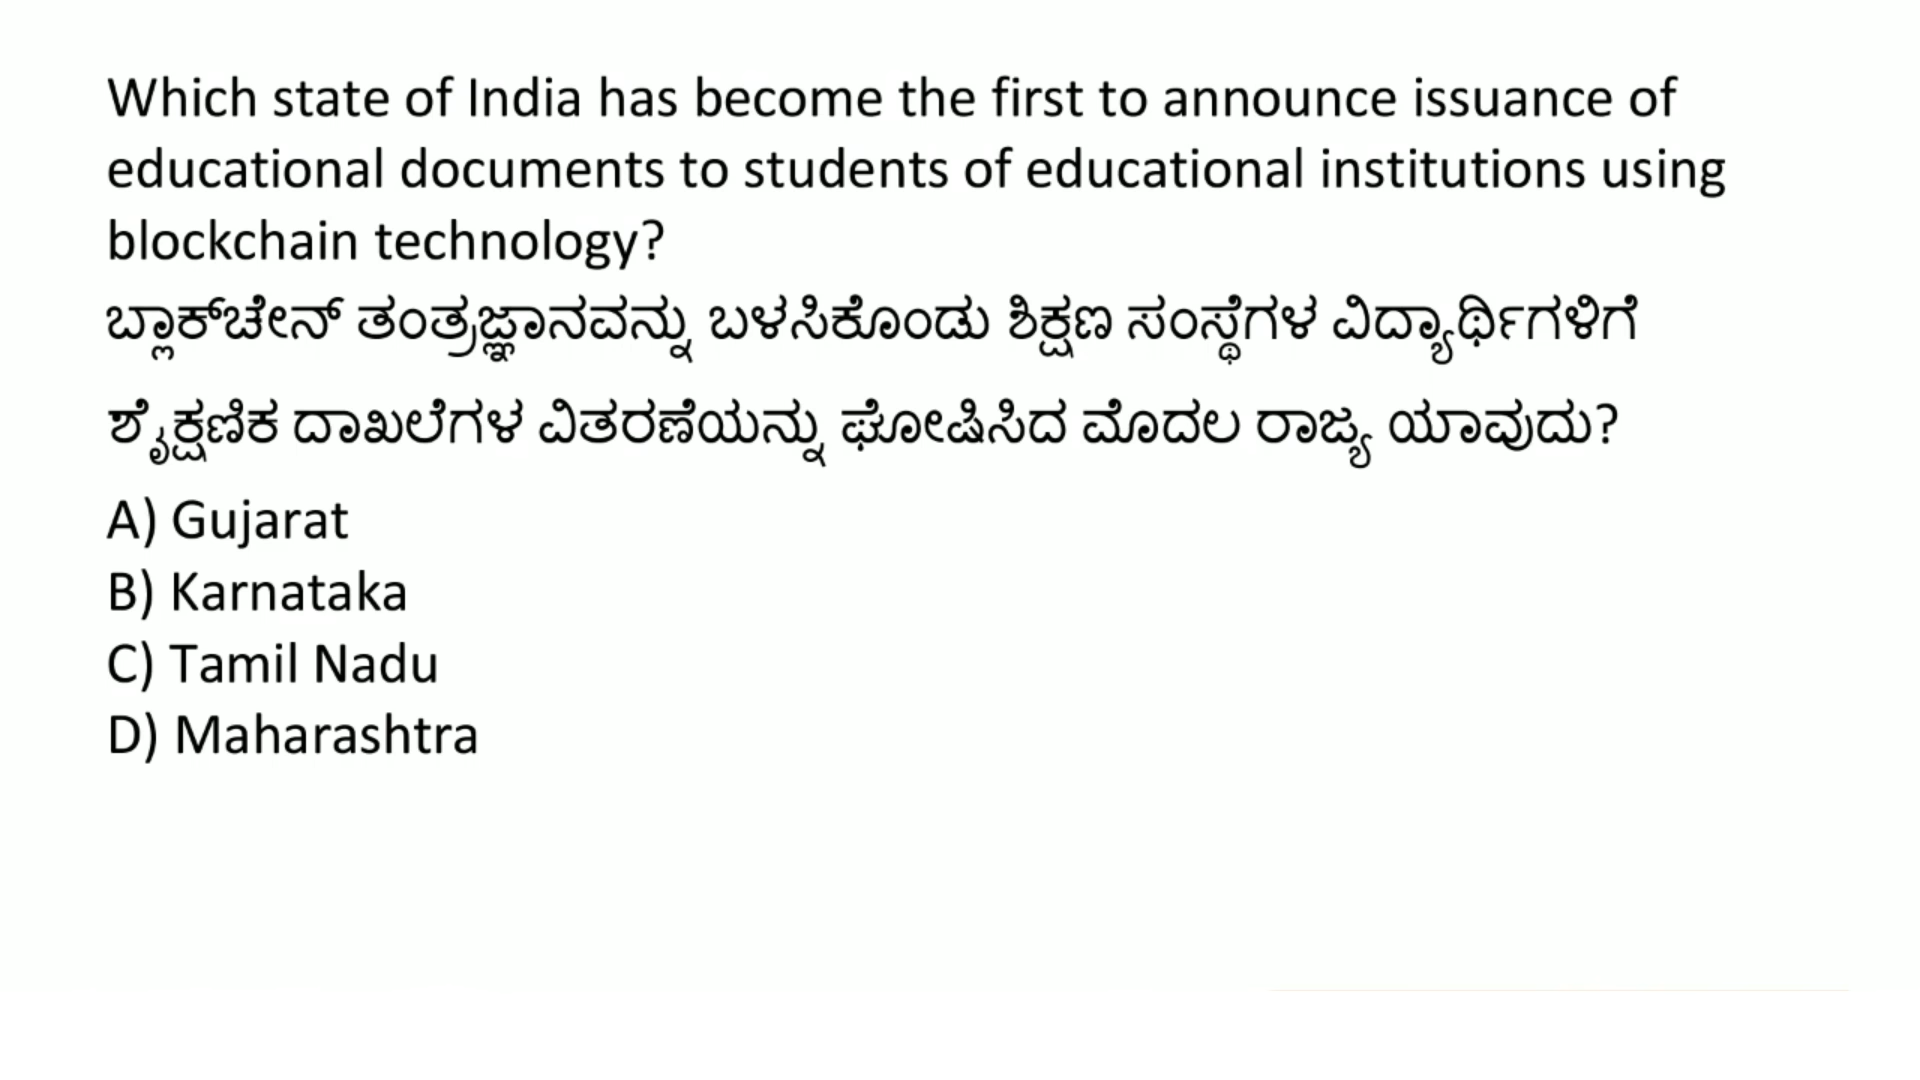 Which state of India has become the first to announce issuance of
educational documents to students of educational institutions using
blockchain technology?
ಬ್ಲಾಕ್‌ಚೇನ್ ತಂತ್ರಜ್ಞಾನವನ್ನು ಬಳಸಿಕೊಂಡು ಶಿಕ್ಷಣ ಸಂಸ್ಥೆಗಳ ವಿದ್ಯಾರ್ಥಿಗಳಿಗೆ
ಶೈಕ್ಷಣಿಕ ದಾಖಲೆಗಳ ವಿತರಣೆಯನ್ನು ಘೋಷಿಸಿದ ಮೊದಲ ರಾಜ್ಯ ಯಾವುದು?
A) Gujarat
B) Karnataka
C) Tamil Nadu
D) Maharashtra